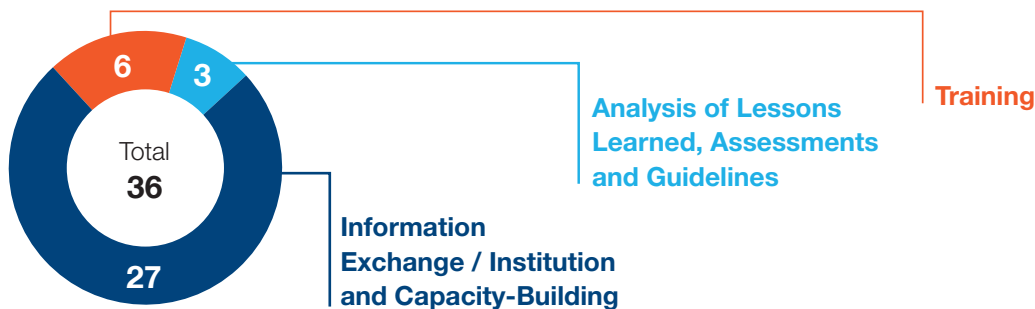 6
3
Training
Analysis of Lessons
Learned, Assessments
and Guidelines
Total
36
Information
Exchange / Institution
and Capacity-Building
27